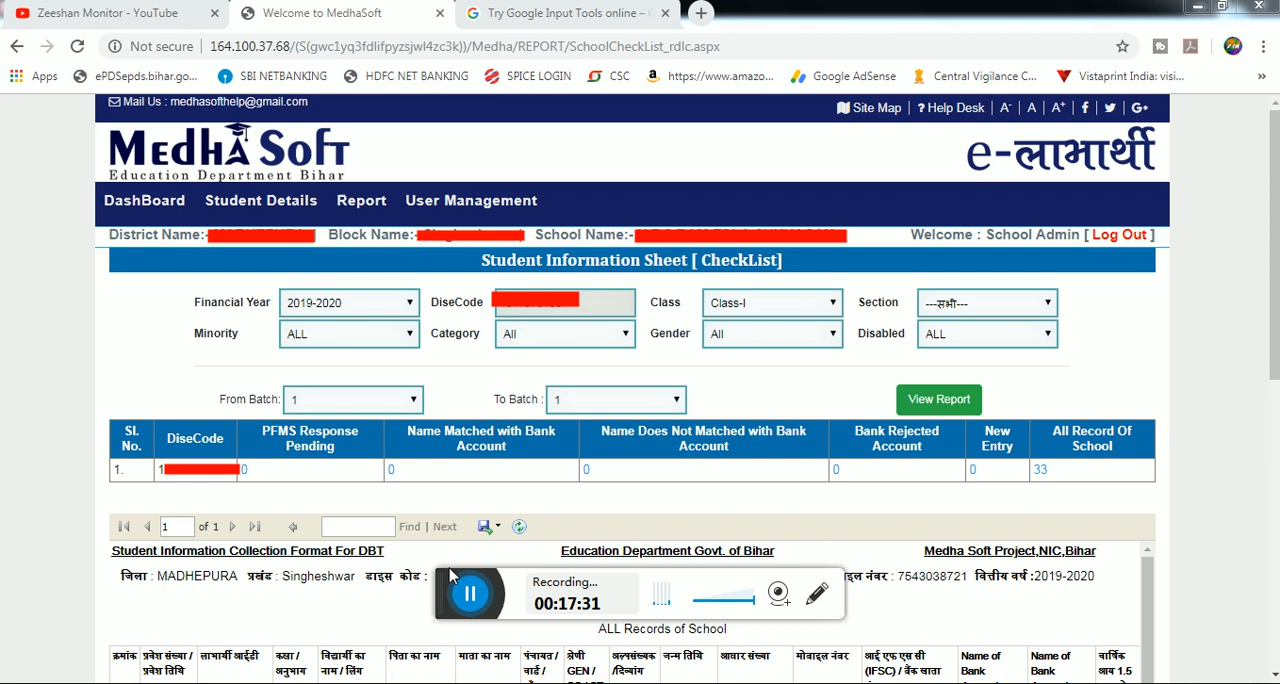 Zeeshan Monitor - YouTube
Welcome to MedhaSoft
Try Google Input Tools online –
Not secure
164.100.37.68/(S(gwc1yq3fdlifpyzsjwl4zc3k))/Medha/REPORT/SchoolCheckList_rdlc.aspx
Apps
ePDSepds.bihar.go...
SBI NETBANKING
HDFC NET BANKING
SPICE LOGIN
CSC
https://www.amazo...
Google AdSense
Central Vigilance C...
Vistaprint India: visi...
»
Mail Us : medhasofthelp@gmail.com
Site Map | ? Help Desk | A- | A | A+ | f | | G+
MEDHA SOFT
Education Department Bihar
e-लाभार्थी
DashBoard Student Details Report User Management
District Name:- Block Name:- School Name:- Welcome : School Admin [ Log Out ]
Student Information Sheet [ CheckList]
Financial Year 2019-2020 DiseCode Class Class-I Section ---सभी---
Minority ALL Category All Gender All Disabled ALL
From Batch: 1 To Batch : 1 View Report
Sl. No.
DiseCode
PFMS Response Pending
Name Matched with Bank Account
Name Does Not Matched with Bank Account
Bank Rejected Account
New Entry
All Record Of School
1. 1 0 0 0 0 0 33
1 of 1 Find | Next
Student Information Collection Format For DBT Education Department Govt. of Bihar Medha Soft Project,NIC,Bihar
जिला : MADHEPURA प्रखंड : Singheshwar डाइस कोड : नंबर : 7543038721 वित्तीय वर्ष :2019-2020
Recording...
00:17:31
ALL Records of School
क्रमांक
प्रवेश संख्या / प्रवेश तिथि
लाभार्थी आईटी
कक्षा / अनुभाग
विद्यार्थी का नाम / लिंग
पिता का नाम
माता का नाम
पंचायत / वार्ड /
श्रेणी GEN /
अल्पसंख्यक /दिव्यांग
जन्म तिथि
आधार संख्या
मोबाइल नंबर
आई एफ एस सी (IFSC) / बैंक खाता
Name of Bank
Name of Bank
वार्षिक आय 1.5